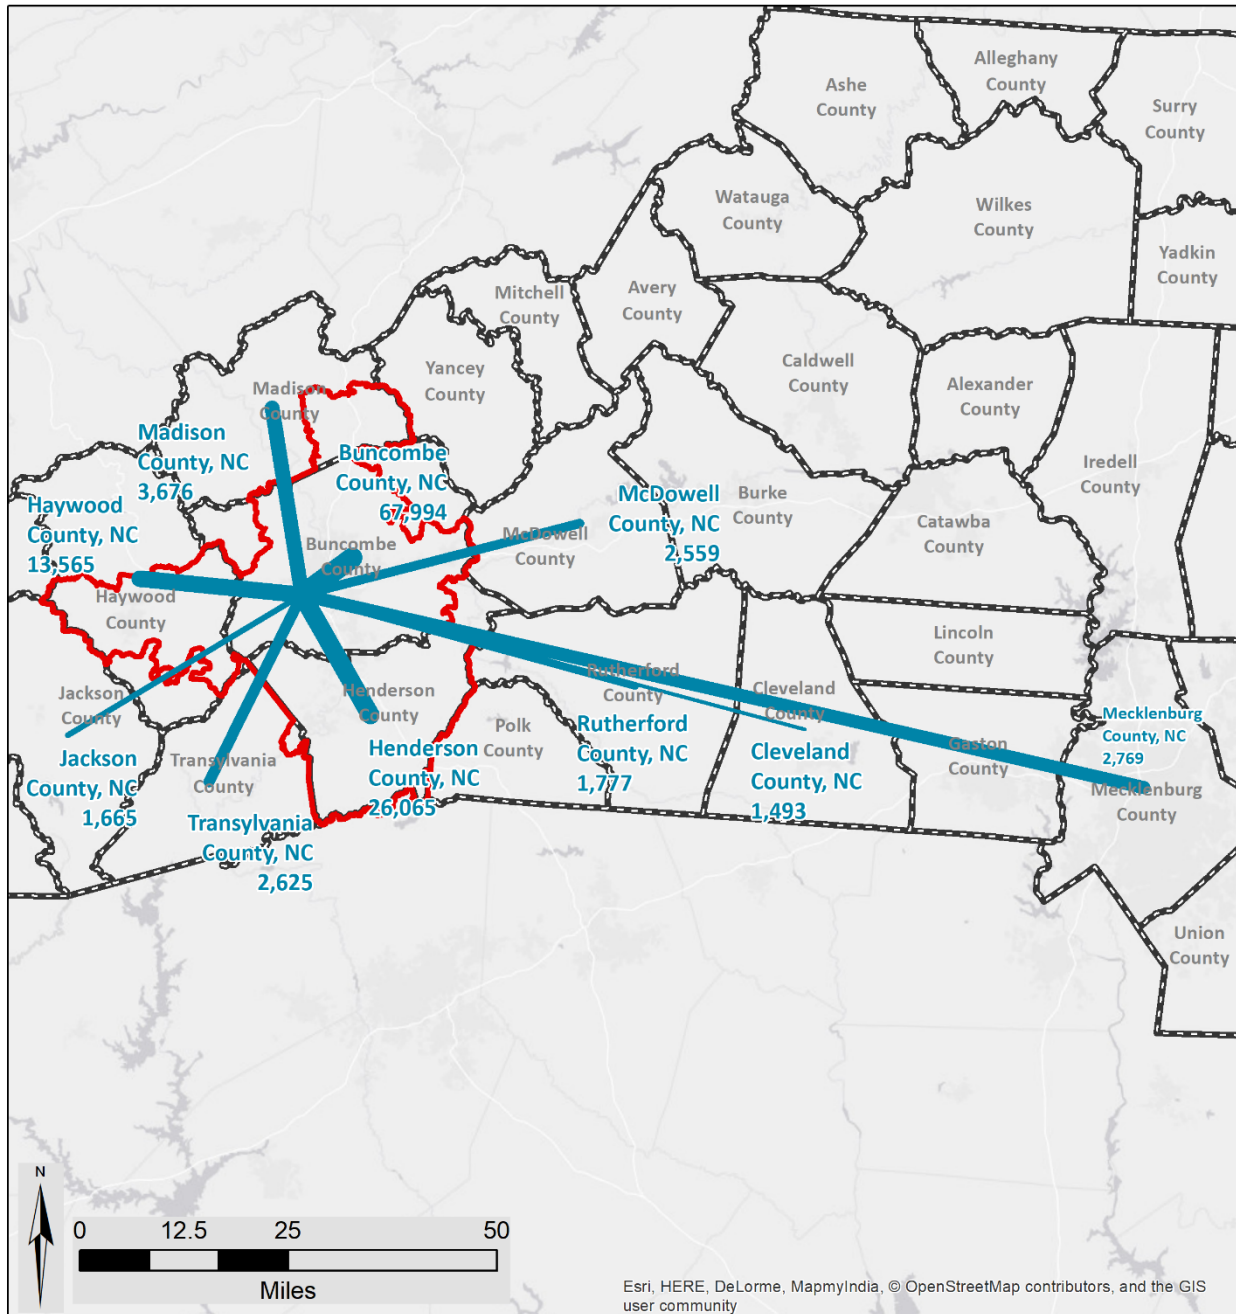 Alleghany
County
Ashe
County
Surry
County
Watauga
County
Wilkes
County
Yadkin
County
Mitchell
County
Avery
County
Yancey
County
Caldwell
County
Alexander
County
Madison
County
Iredell
County
Madison
County, NC
3,676
Buncombe
County, NC
67,994
McDowell
County, NC
2,559
Burke
County
Catawba
County
Haywood
County, NC
13,565
Buncombe
County
McDowell
County
Haywood
County
Lincoln
County
Jackson
County
Henderson
County
Rutherford
County
Cleveland
County
Polk
County
Gaston
County
Mecklenburg
County, NC
2,769
Mecklenburg
County
Jackson
County, NC
1,665
Transylvania
County
Henderson
County, NC
26,065
Rutherford
County, NC
1,777
Cleveland
County, NC
1,493
Transylvania
County, NC
2,625
Union
County
N
0 12.5 25 50
Miles
Esri, HERE, DeLorme, MapmyIndia, © OpenStreetMap contributors, and the GIS
user community